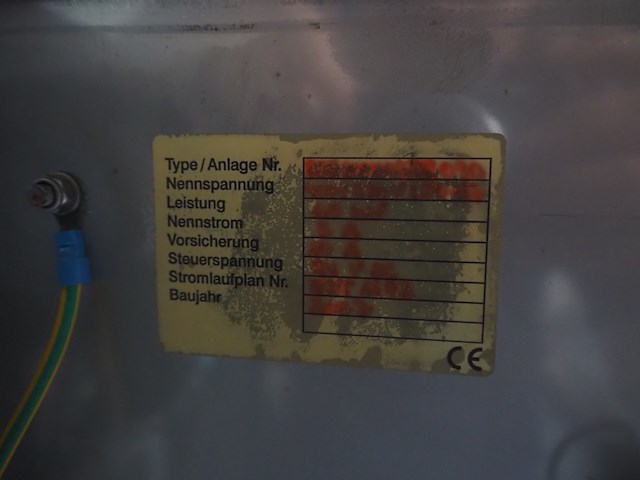 Type / Anlage Nr.
Nennspannung
Leistung
Nennstrom
Vorsicherung
Steuerspannung
Stromlaufplan Nr.
Baujahr
CE